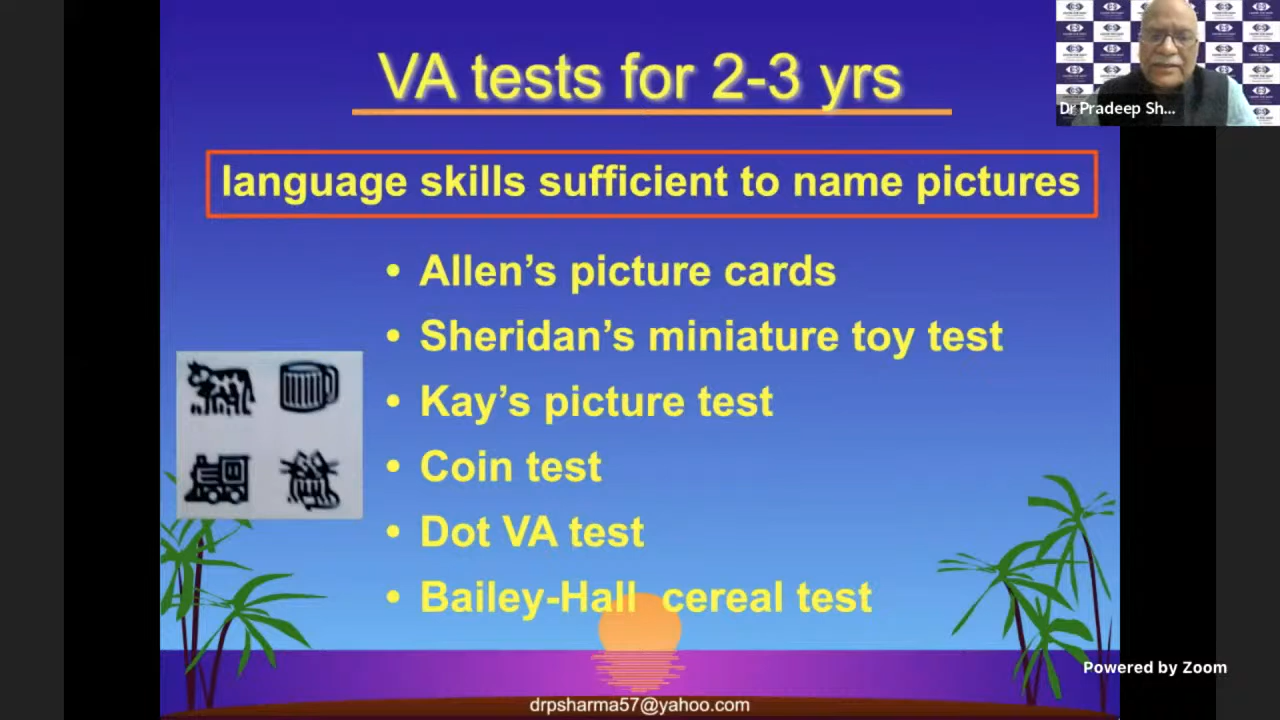 VA tests for 2-3 yrs
Dr Pradeep Sh...
language skills sufficient to name pictures
• Allen’s picture cards
• Sheridan’s miniature toy test
• Kay’s picture test
• Coin test
• Dot VA test
• Bailey-Hall cereal test
Powered by Zoom
drpsharma57@yahoo.com